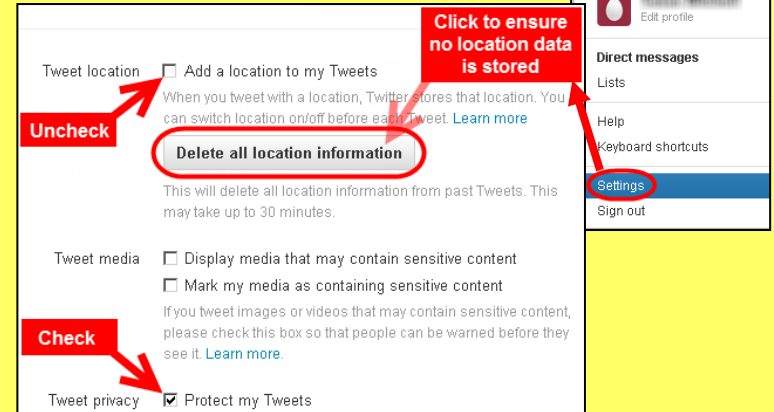 Click to ensure
no location data
is stored
Edit profile
Direct messages
Lists
Help
Keyboard shortcuts
Settings
Sign out
Tweet location Add a location to my Tweets
Uncheck
When you tweet with a location, Twitter stores that location. You
can switch location on/off before each Tweet. Learn more
Delete all location information
This will delete all location information from past Tweets. This
may take up to 30 minutes.
Tweet media Display media that may contain sensitive content
Mark my media as containing sensitive content
If you tweet images or videos that may contain sensitive content,
please check this box so that people can be warned before they
see it. Learn more.
Check
Tweet privacy Protect my Tweets